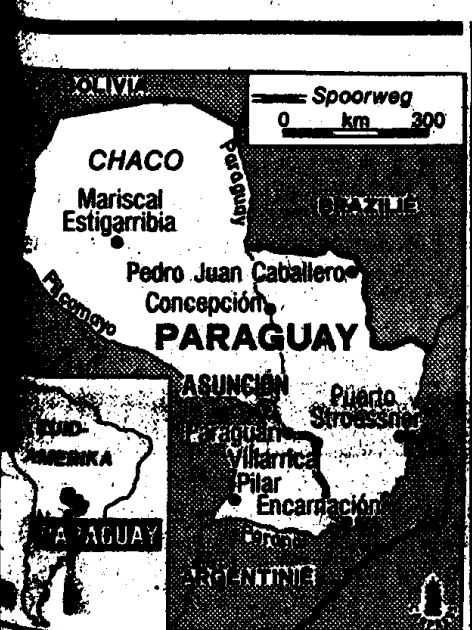 BOLIVIA
Spoorweg
0 km 300
CHACO
Paraguay
Mariscal
Estigarribia
BRAZILIË
Pedro Juan Caballero
Pilcomayo
Concepción
PARAGUAY
ASUNCIÓN
Puerto
Stroessner
Paraguarí
Villarrica
Pilar
Encarnación
Paraná
ARGENTINIË
ZUID-
AMERIKA
PARAGUAY